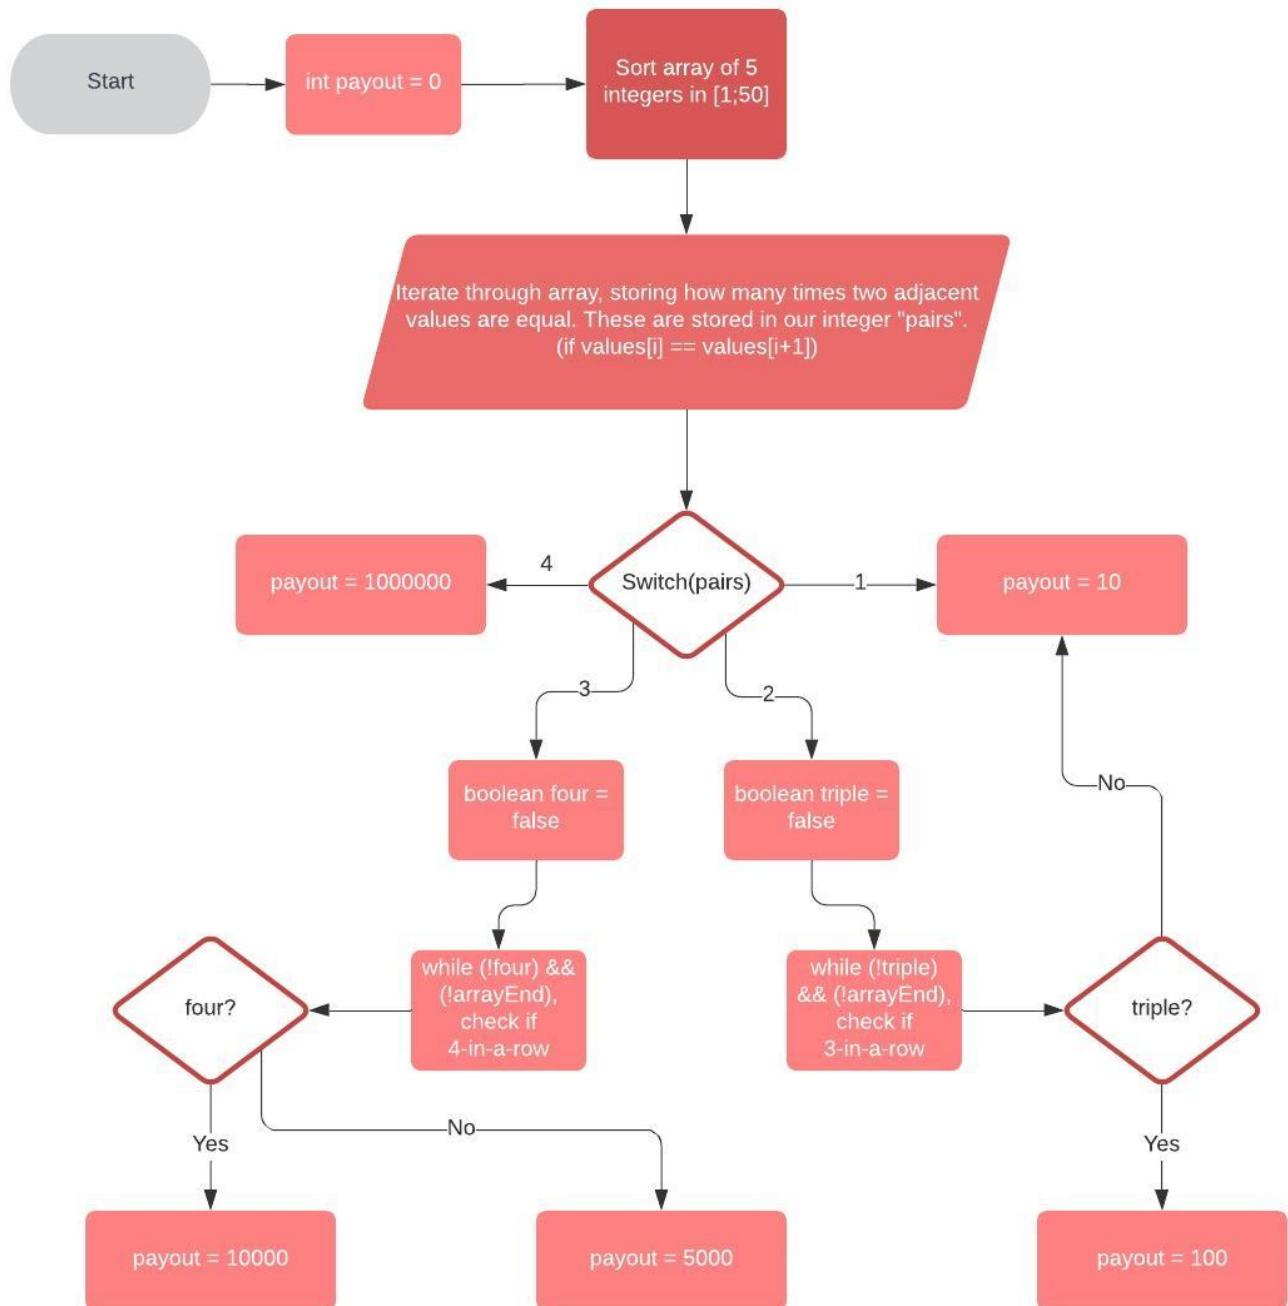 Start
int payout = 0
Sort array of 5
integers in [1;50]
Iterate through array, storing how many times two adjacent
values are equal. These are stored in our integer "pairs".
(if values[i] == values[i+1])
payout = 1000000
4
Switch(pairs)
1
payout = 10
3
2
boolean four =
false
boolean triple =
false
No
while (!four) &&
(!arrayEnd),
check if
4-in-a-row
while (!triple)
&& (!arrayEnd),
check if
3-in-a-row
four?
triple?
Yes
No
Yes
payout = 10000
payout = 5000
payout = 100